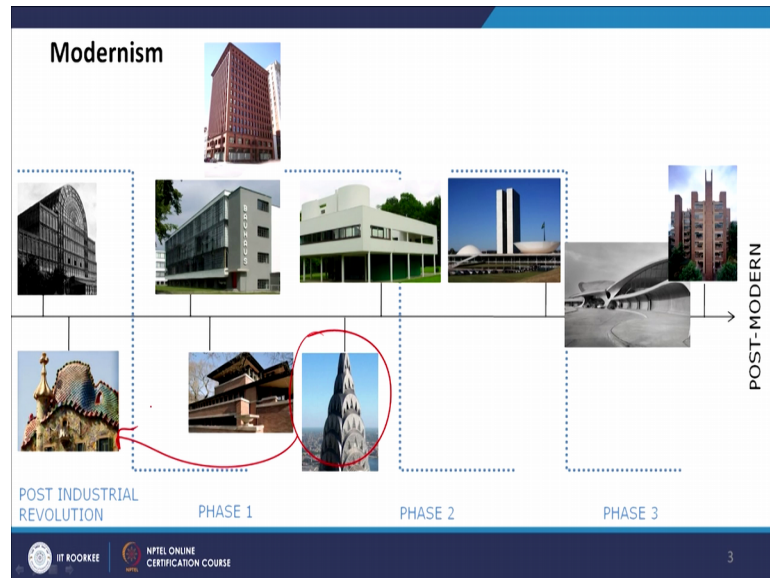 Modernism
BAUHAUS
POST-MODERN
POST INDUSTRIAL
REVOLUTION
PHASE 1
PHASE 2
PHASE 3
IIT ROORKEE
NPTEL ONLINE
CERTIFICATION COURSE
3